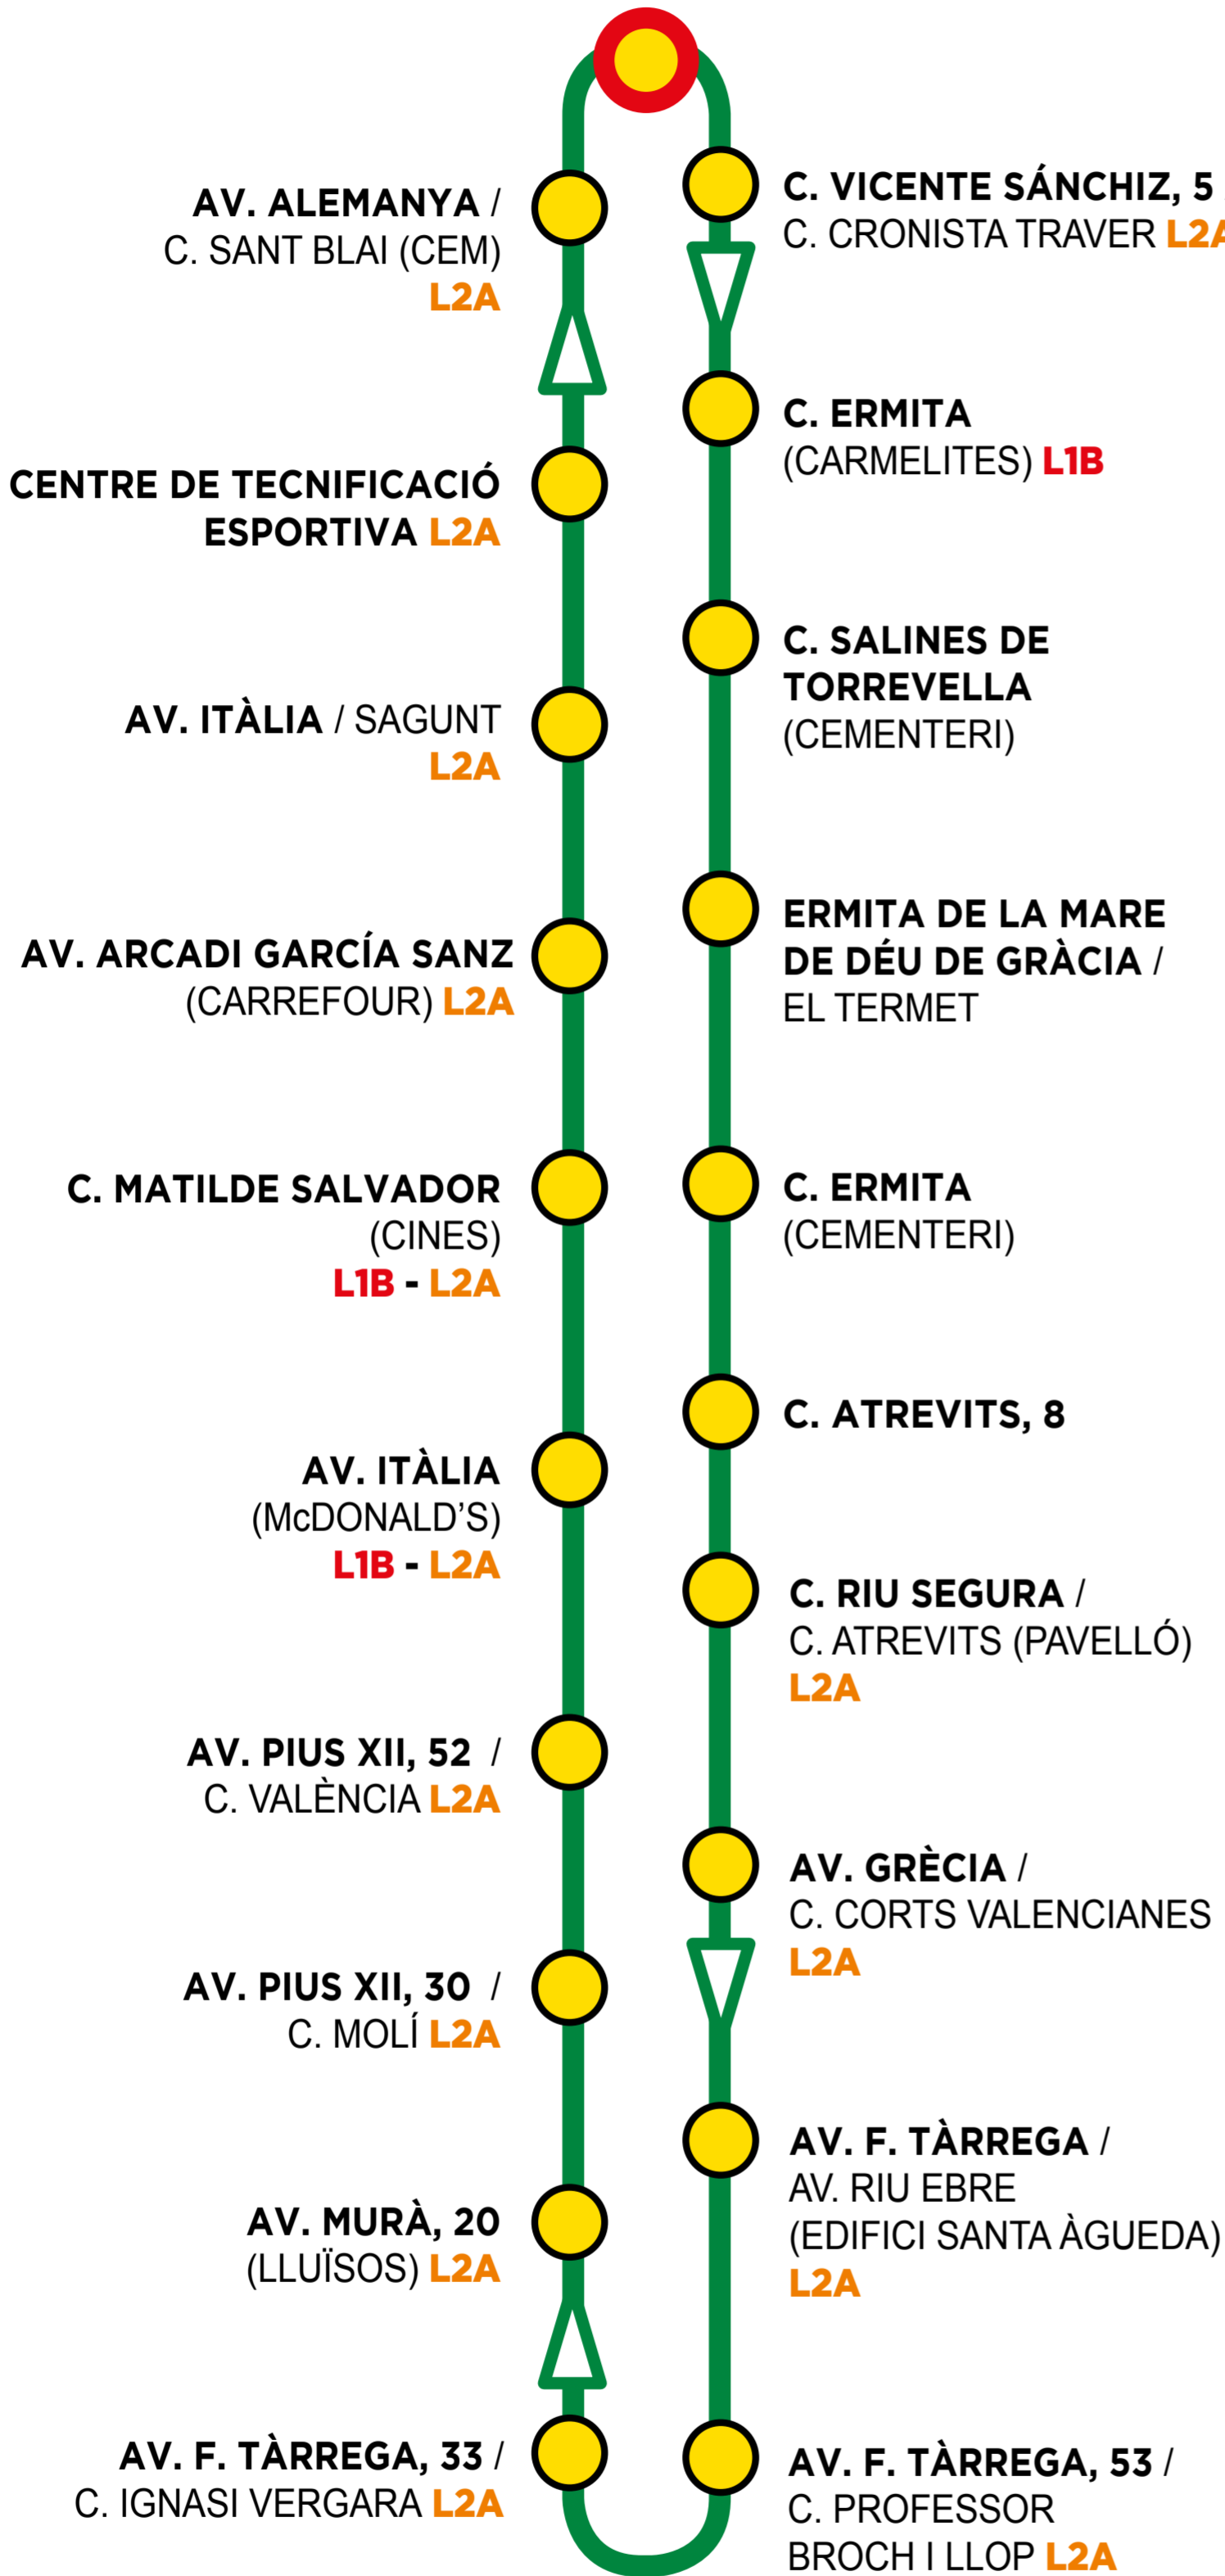 AV. ALEMANYA /
C. SANT BLAI (CEM)
L2A
CENTRE DE TECNIFICACIÓ
ESPORTIVA L2A
AV. ITÀLIA / SAGUNT
L2A
AV. ARCADI GARCÍA SANZ
(CARREFOUR) L2A
C. MATILDE SALVADOR
(CINES)
L1B - L2A
AV. ITÀLIA
(McDONALD'S)
L1B - L2A
AV. PIUS XII, 52 /
C. VALÈNCIA L2A
AV. PIUS XII, 30 /
C. MOLÍ L2A
AV. MURÀ, 20
(LLUÏSOS) L2A
AV. F. TÀRREGA, 33 /
C. IGNASI VERGARA L2A
C. VICENTE SÁNCHIZ, 5 /
C. CRONISTA TRAVER L2A
C. ERMITA
(CARMELITES) L1B
C. SALINES DE
TORREVELLA
(CEMENTERI)
ERMITA DE LA MARE
DE DÉU DE GRÀCIA /
EL TERMET
C. ERMITA
(CEMENTERI)
C. ATREVITS, 8
C. RIU SEGURA /
C. ATREVITS (PAVELLÓ)
L2A
AV. GRÈCIA /
C. CORTS VALENCIANES
L2A
AV. F. TÀRREGA /
AV. RIU EBRE
(EDIFICI SANTA ÀGUEDA)
L2A
AV. F. TÀRREGA, 53 /
C. PROFESSOR
BROCH I LLOP L2A